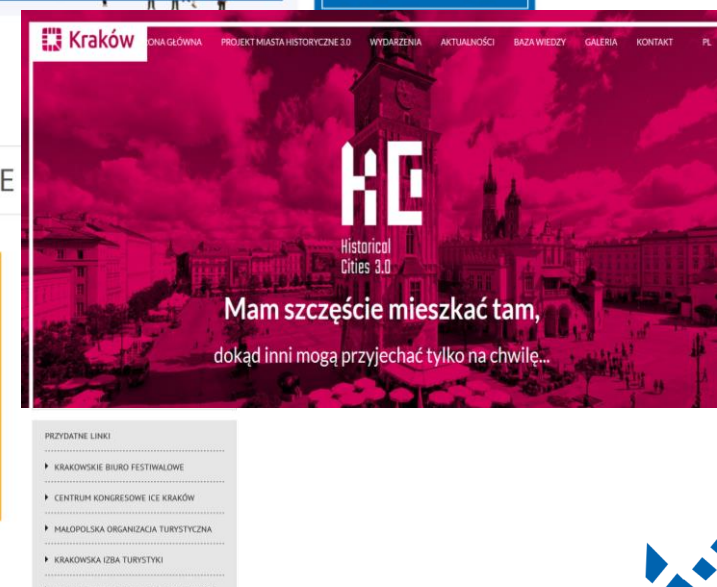 Kraków
ONA GŁÓWNA PROJEKT MIASTA HISTORYCZNE 3.0 WYDARZENIA AKTUALNOŚCI BAZA WIEDZY GALERIA KONTAKT PL
E
Historical
Cities 3.0
Mam szczęście mieszkać tam,
dokąd inni mogą przyjechać tylko na chwilę...
PRZYDATNE LINKI
KRAKOWSKIE BIURO FESTIWALOWE
CENTRUM KONGRESOWE ICE KRAKÓW
MAŁOPOLSKA ORGANIZACJA TURYSTYCZNA
KRAKOWSKA IZBA TURYSTYKI